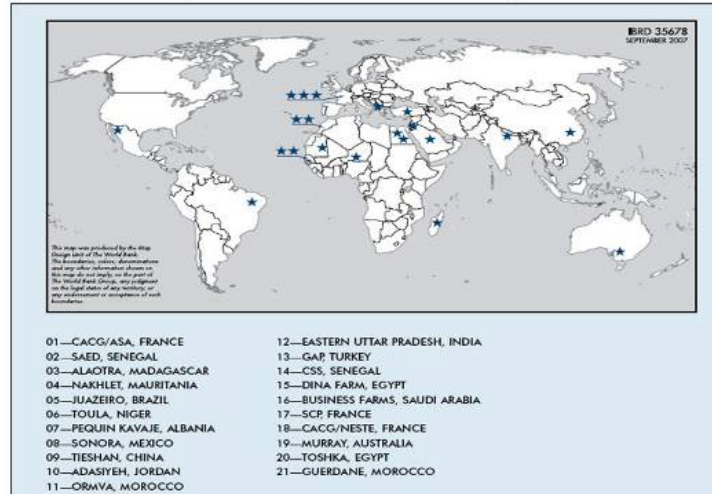 IBRD 35678
SEPTEMBER 2007
This map was produced by the Map
Design Unit of The World Bank.
The boundaries, colors, denominations
and any other information shown on
this map do not imply, on the part of
The World Bank Group, any judgment
on the legal status of any territory, or
any endorsement or acceptance of such
boundaries.
01—CACG/ASA, FRANCE
02—SAED, SENEGAL
03—ALAOTRA, MADAGASCAR
04—NAKHLET, MAURITANIA
05—JUAZEIRO, BRAZIL
06—TOULA, NIGER
07—PEQUIN KAVAJE, ALBANIA
08—SONORA, MEXICO
09—TIESHAN, CHINA
10—ADASIYEH, JORDAN
11—ORMVA, MOROCCO
12—EASTERN UTTAR PRADESH, INDIA
13—GAP, TURKEY
14—CSS, SENEGAL
15—DINA FARM, EGYPT
16—BUSINESS FARMS, SAUDI ARABIA
17—SCP, FRANCE
18—CACG/NESTE, FRANCE
19—MURRAY, AUSTRALIA
20—TOSHKA, EGYPT
21—GUERDANE, MOROCCO